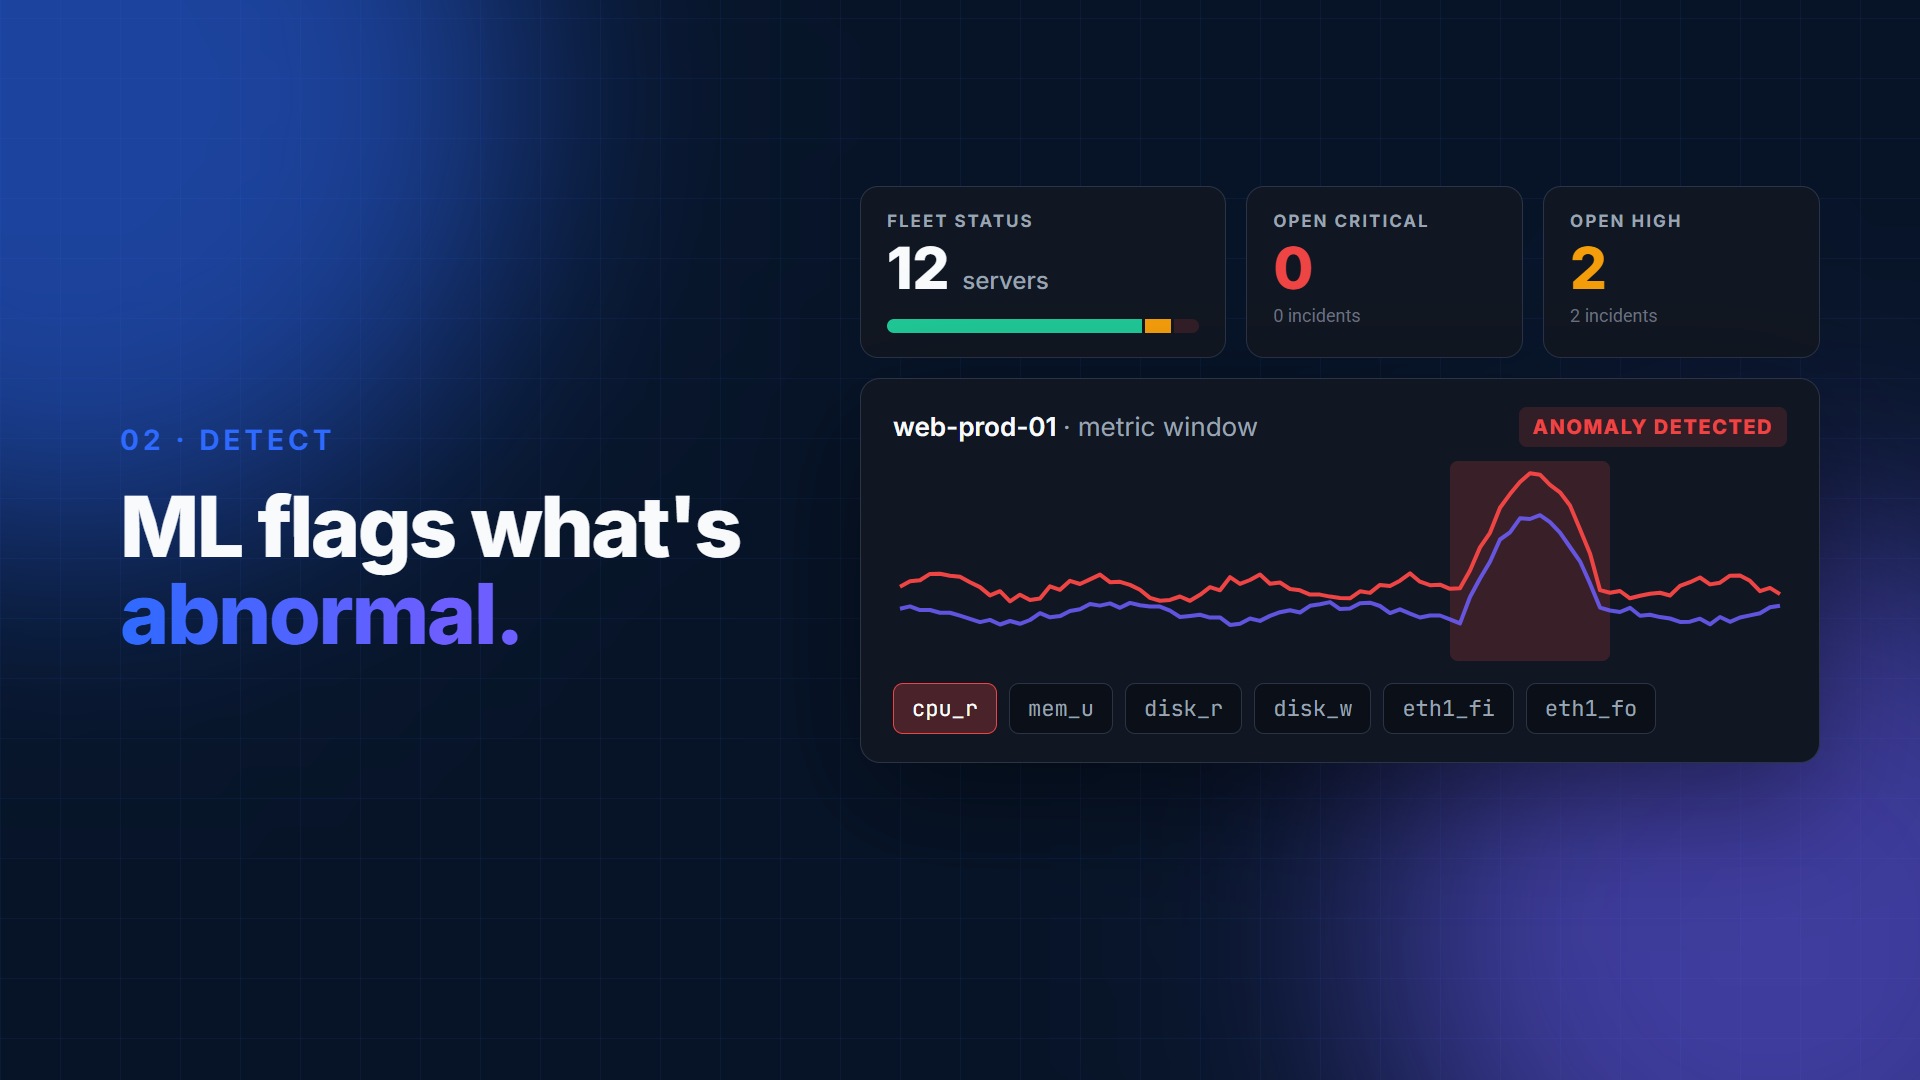 02 · DETECT
ML flags what's
abnormal.
FLEET STATUS
12 servers
OPEN CRITICAL
0
0 incidents
OPEN HIGH
2
2 incidents
web-prod-01 · metric window
ANOMALY DETECTED
cpu_r
mem_u
disk_r
disk_w
eth1_fi
eth1_fo